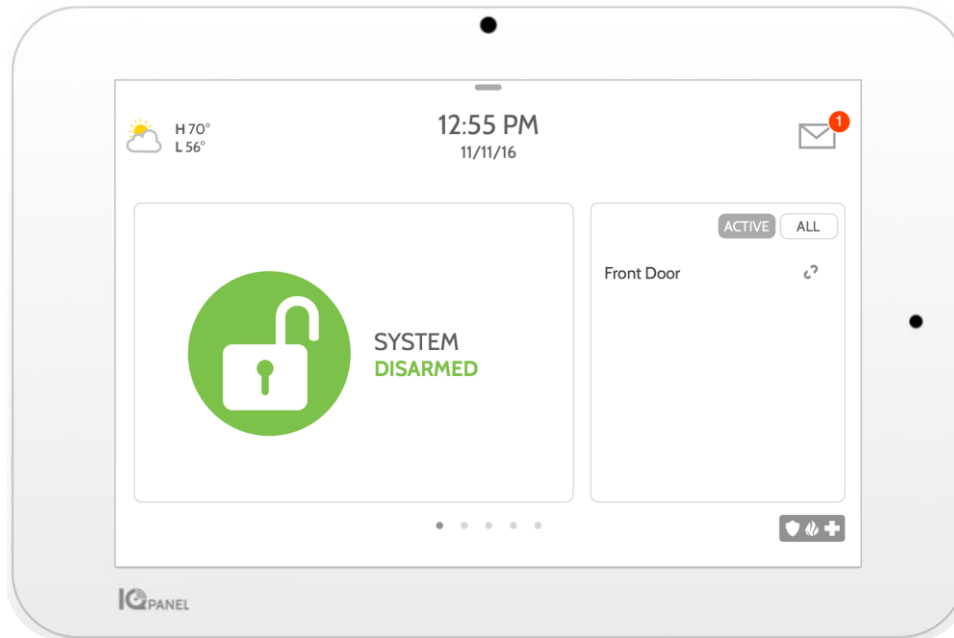 H 70°
L 56°
12:55 PM
11/11/16
1
ACTIVE ALL
Front Door
SYSTEM
DISARMED
IQ PANEL